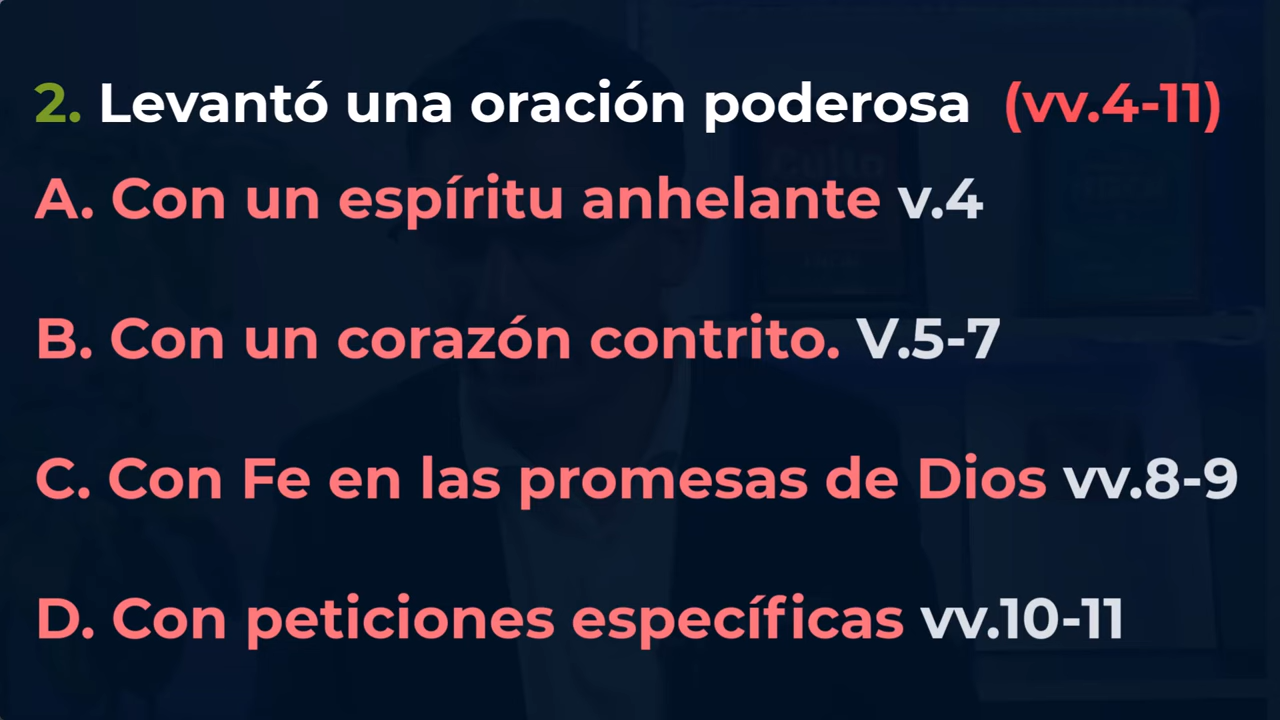 2. Levantó una oración poderosa (vv.4-11)
A. Con un espíritu anhelante v.4
B. Con un corazón contrito. V.5-7
C. Con Fe en las promesas de Dios vv.8-9
D. Con peticiones específicas vv.10-11